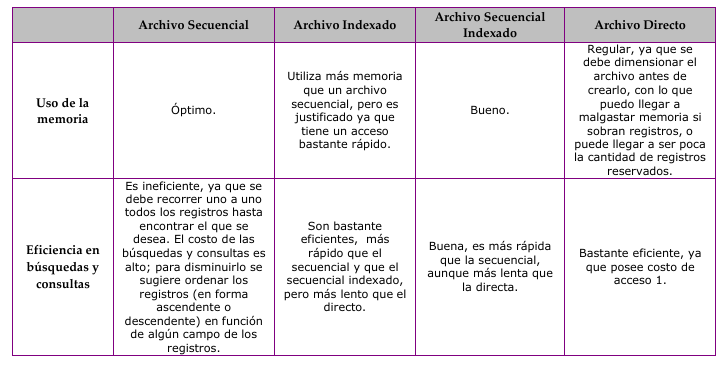 Archivo Secuencial
Archivo Indexado
Archivo Secuencial
Indexado
Archivo Directo
Uso de la
memoria
Óptimo.
Utiliza más memoria
que un archivo
secuencial, pero es
justificado ya que
tiene un acceso
bastante rápido.
Bueno.
Regular, ya que se
debe dimensionar el
archivo antes de
crearlo, con lo que
puedo llegar a
malgastar memoria si
sobran registros, o
puede llegar a ser poca
la cantidad de registros
reservados.
Eficiencia en
búsquedas y
consultas
Es ineficiente, ya que se
debe recorrer uno a uno
todos los registros hasta
encontrar el que se
desea. El costo de las
búsquedas y consultas es
alto; para disminuirlo se
sugiere ordenar los
registros (en forma
ascendente o
descendente) en función
de algún campo de los
registros.
Son bastante
eficientes, más
rápido que el
secuencial y que el
secuencial indexado,
pero más lento que el
directo.
Buena, es más rápida
que la secuencial,
aunque más lenta que
la directa.
Bastante eficiente, ya
que posee costo de
acceso 1.